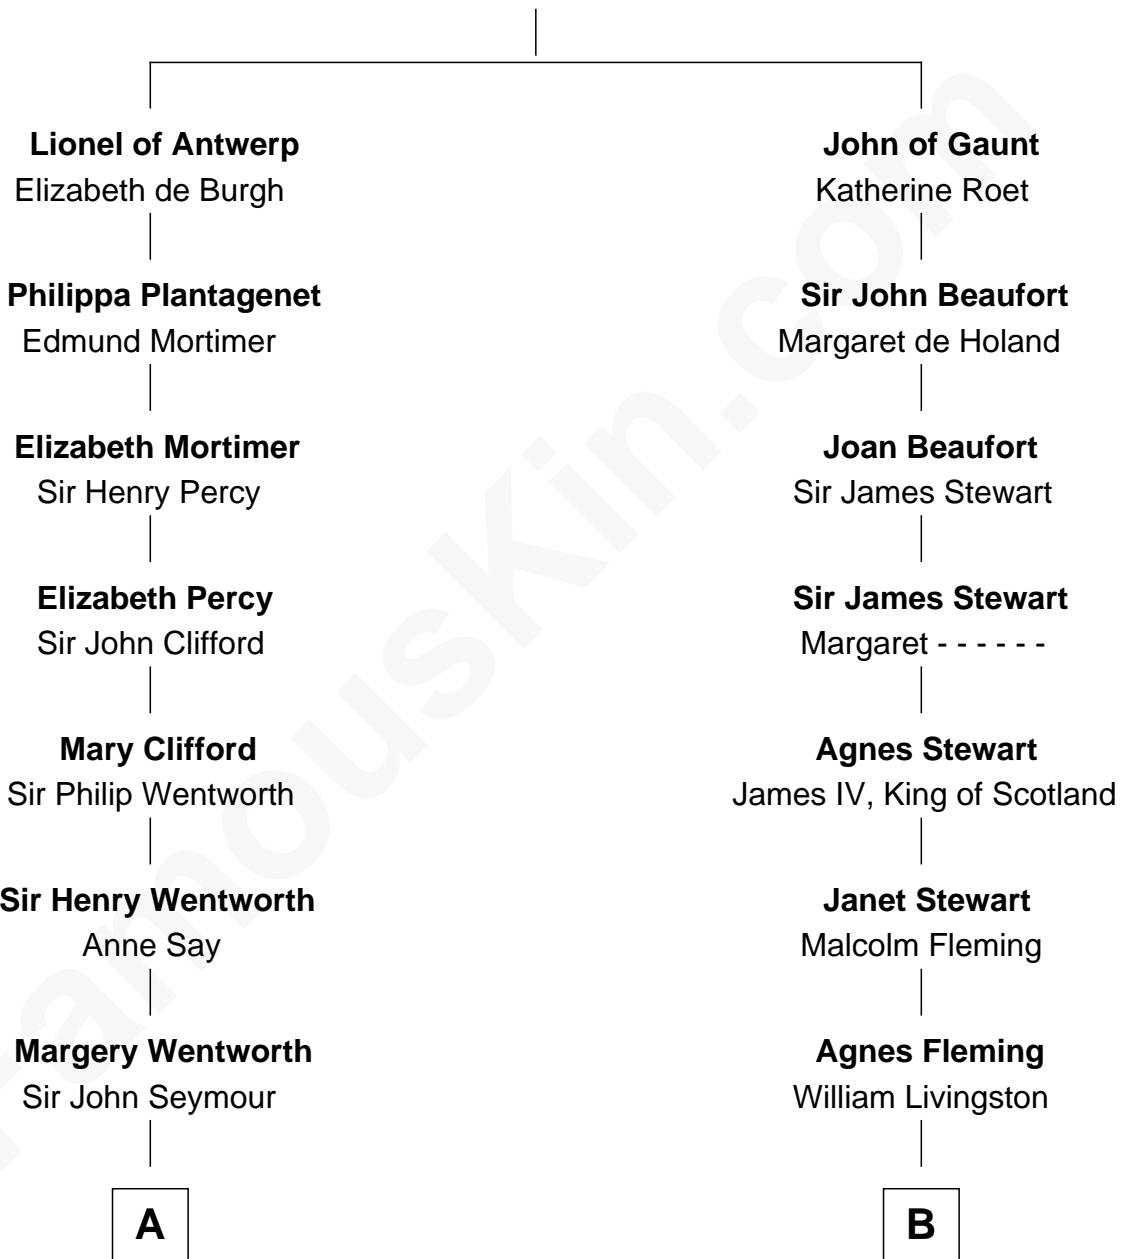 Lionel of Antwerp
Elizabeth de Burgh
Philippa Plantagenet
Edmund Mortimer
Elizabeth Mortimer
Sir Henry Percy
Elizabeth Percy
Sir John Clifford
Mary Clifford
Sir Philip Wentworth
Sir Henry Wentworth
Anne Say
Margery Wentworth
Sir John Seymour
A
John of Gaunt
Katherine Roet
Sir John Beaufort
Margaret de Holand
Joan Beaufort
Sir James Stewart
Sir James Stewart
Margaret - - - - - -
Agnes Stewart
James IV, King of Scotland
Janet Stewart
Malcolm Fleming
Agnes Fleming
William Livingston
B
FamousKin.com